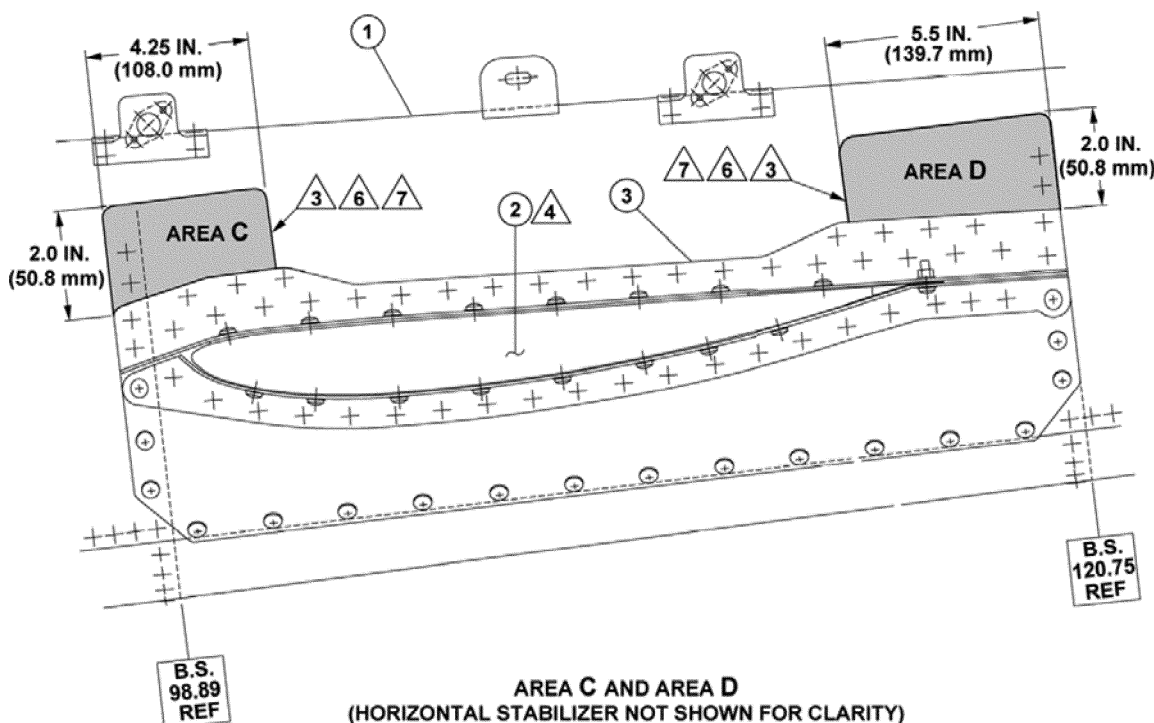 4.25 IN.
(108.0 mm)
1
5.5 IN.
(139.7 mm)
2.0 IN.
(50.8 mm)
AREA D
7 6 3
3 6 7
AREA C
2 4
3
2.0 IN.
(50.8 mm)
B.S.
120.75
REF
B.S.
98.89
REF
AREA C AND AREA D
(HORIZONTAL STABILIZER NOT SHOWN FOR CLARITY)